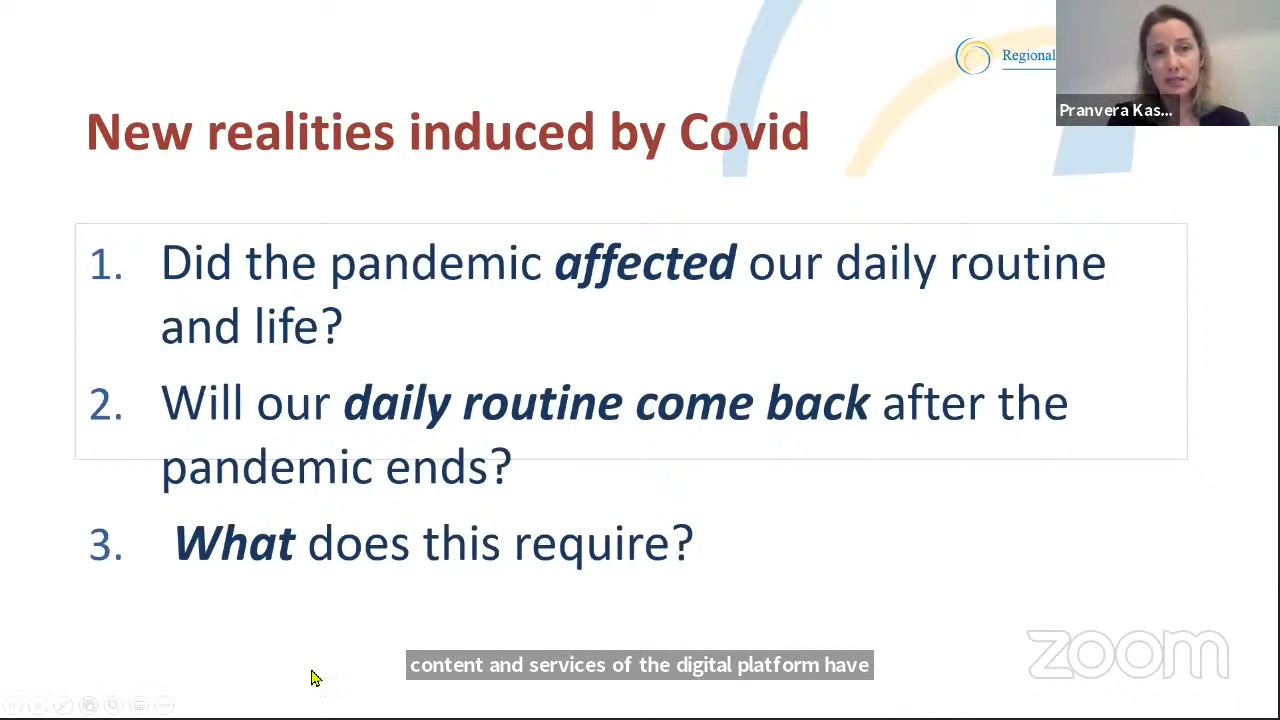 Regional
Pranvera Kas...
New realities induced by Covid
1. Did the pandemic affected our daily routine
and life?
2. Will our daily routine come back after the
pandemic ends?
3. What does this require?
content and services of the digital platform have
zoom